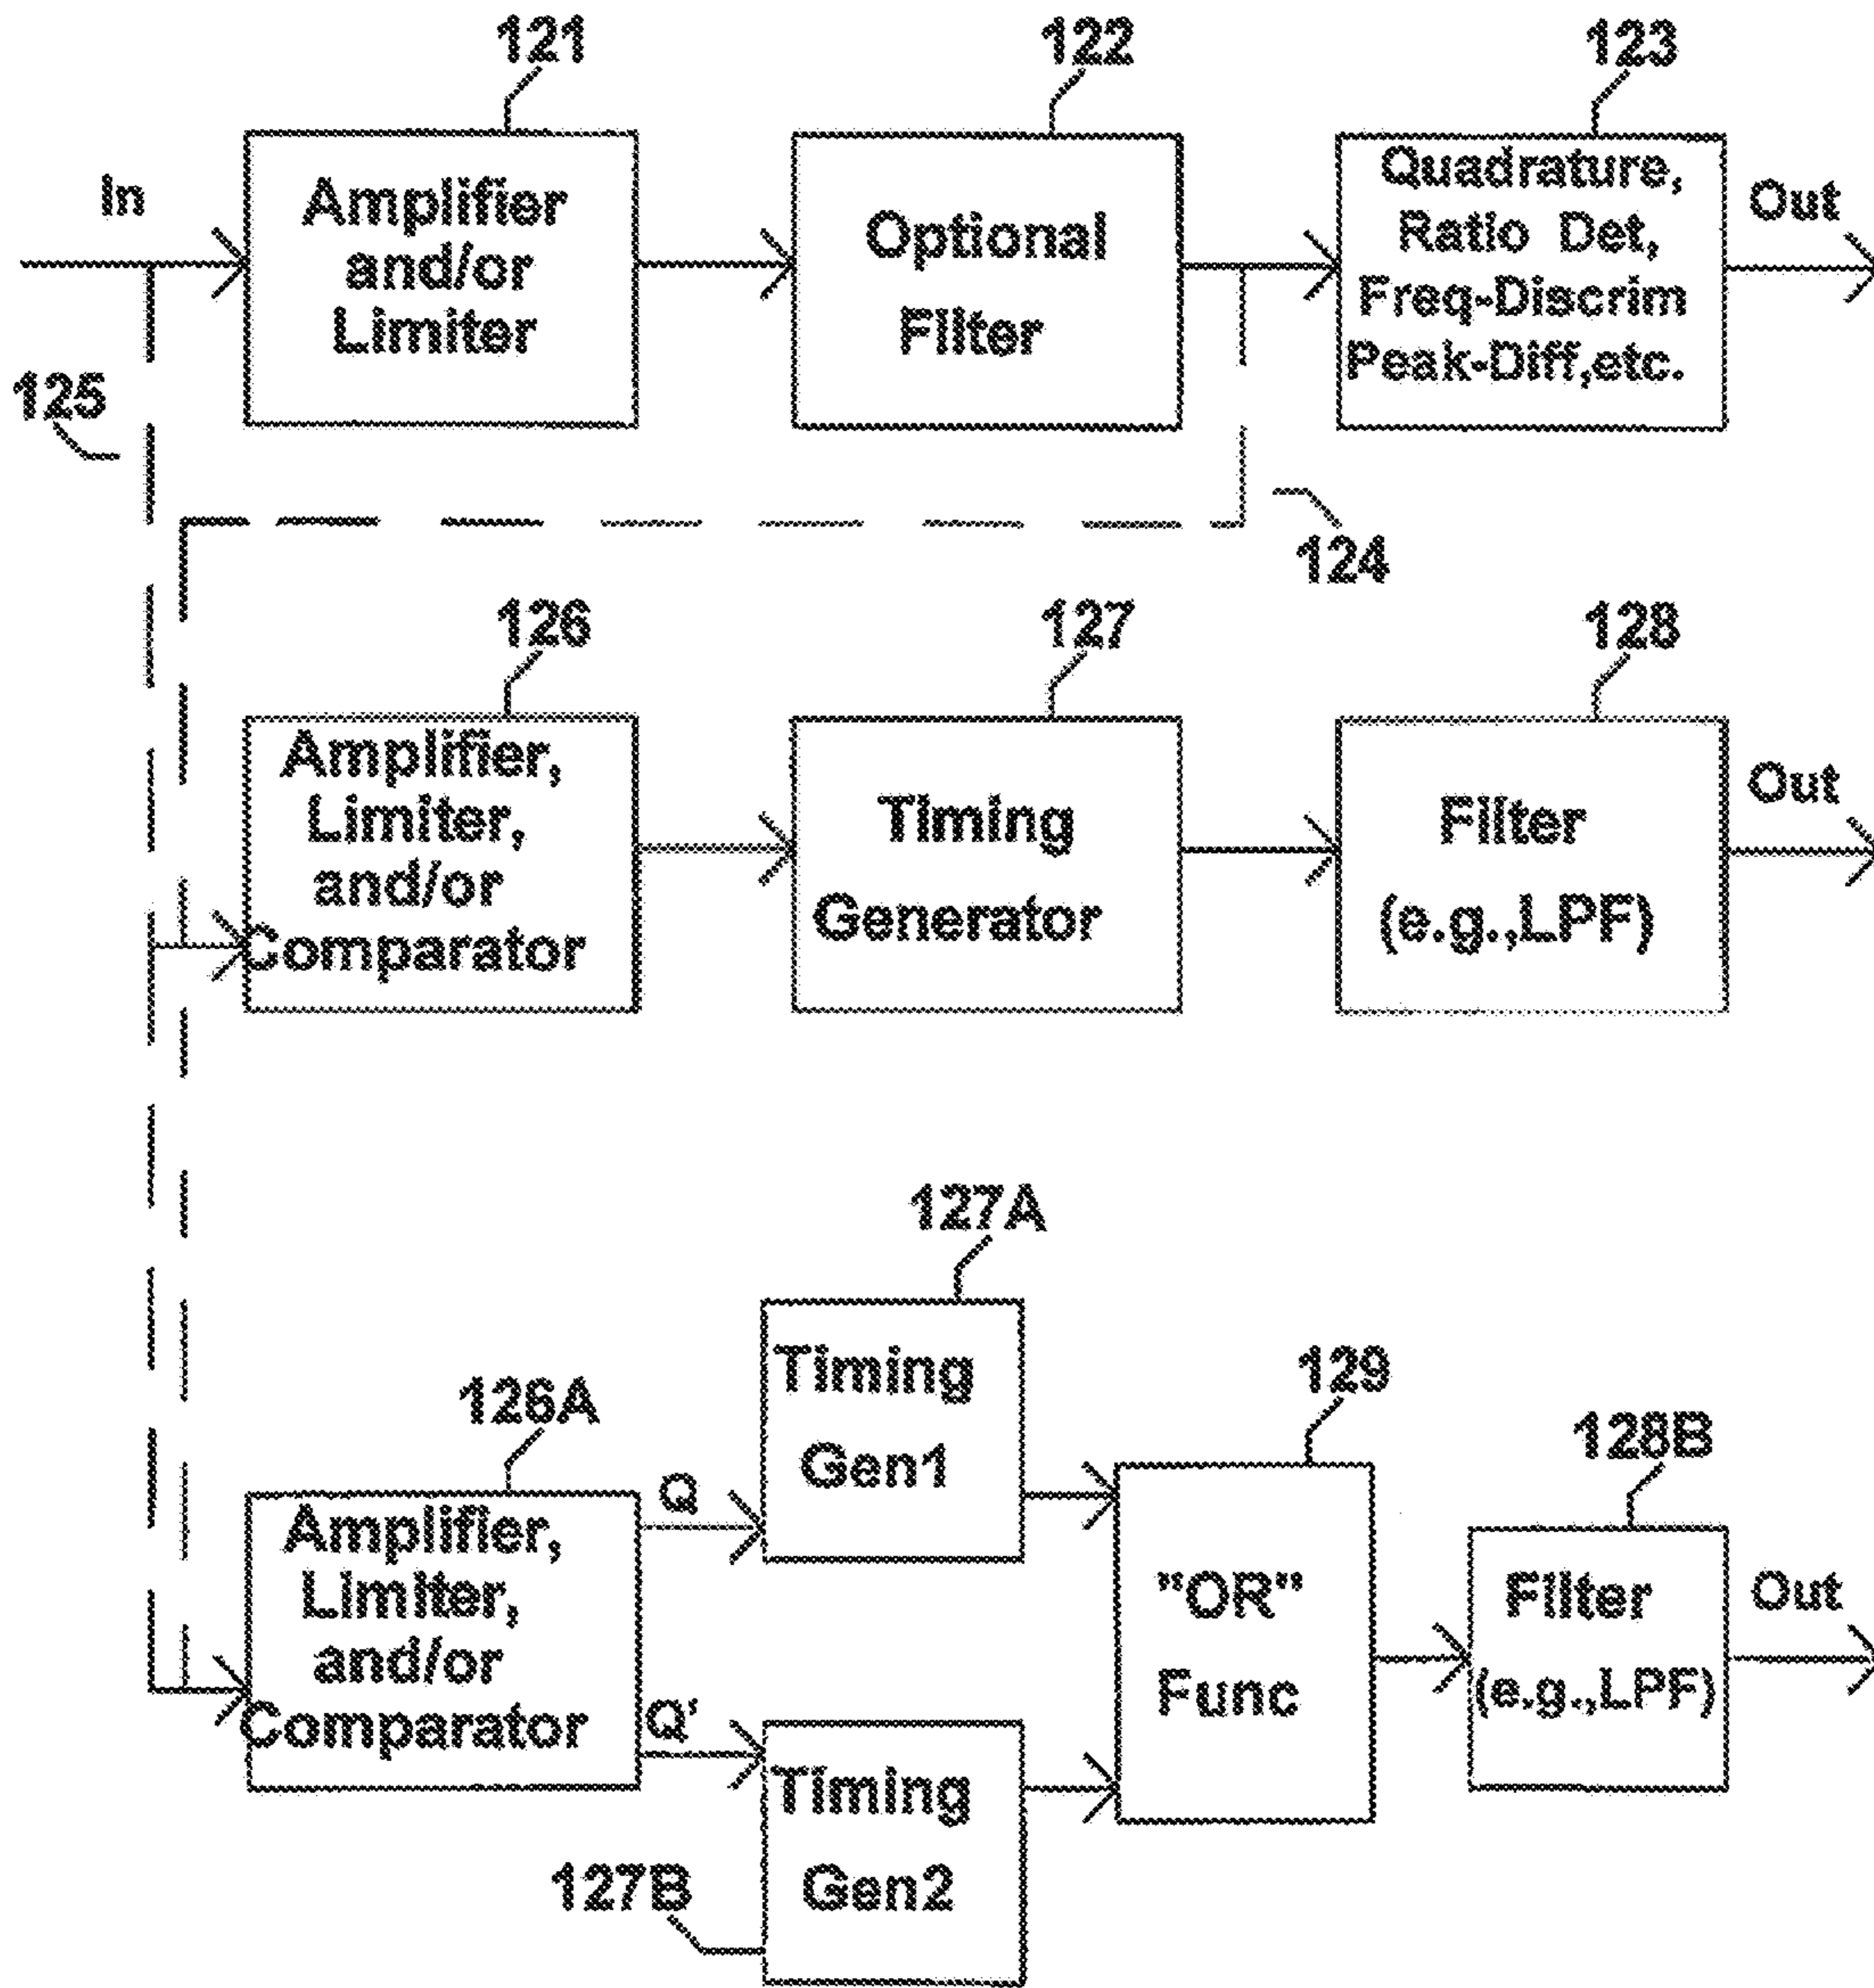 121
122
123
In
Amplifier
and/or
Limiter
Optional
Filter
Quadrature,
Ratio Det,
Freq-Discrim
Peak-Diff,etc.
Out
125
124
126
127
128
Amplifier,
Limiter,
and/or
Comparator
Timing
Generator
Filter
(e.g.,LPF)
Out
127A
126A
129
128B
Timing
Gen1
Amplifier,
Limiter,
and/or
Comparator
Q
Q'
"OR"
Func
Filter
(e.g.,LPF)
Out
Timing
Gen2
127B